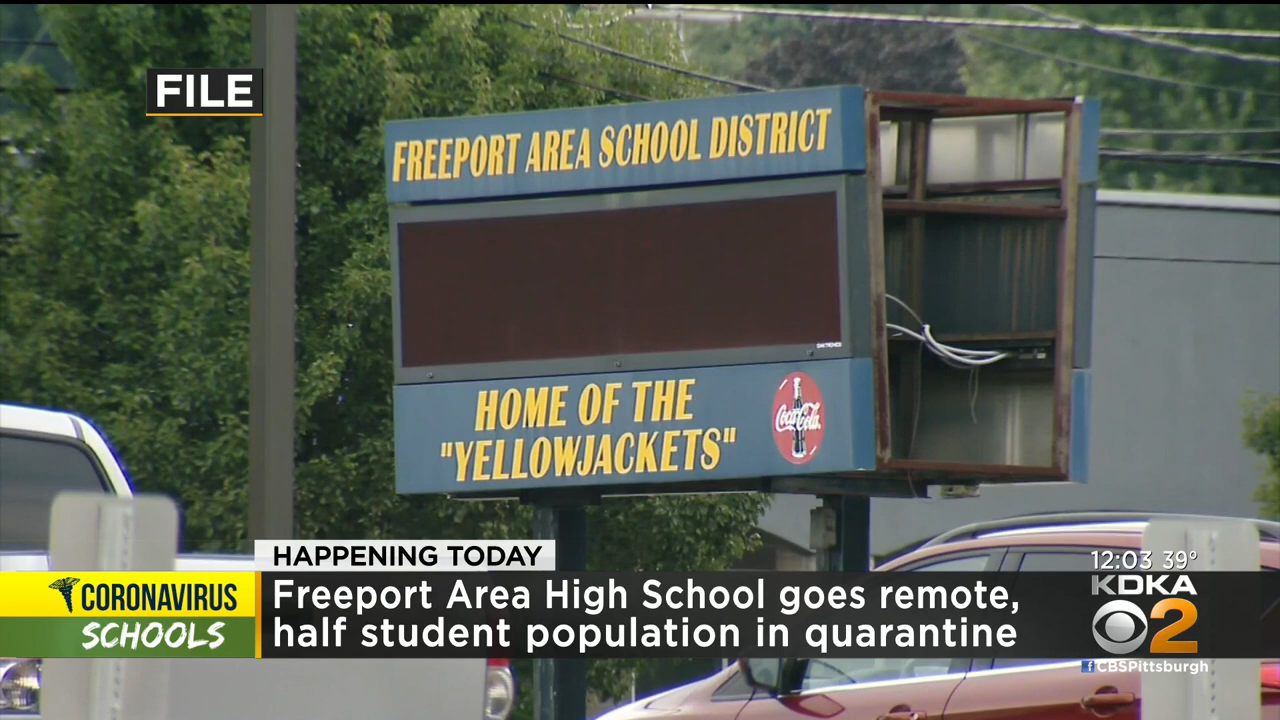 FILE
FREEPORT AREA SCHOOL DISTRICT
DAKTRONICS
HOME OF THE
"YELLOWJACKETS"
Coca-Cola
HAPPENING TODAY
12:03 39°
CORONAVIRUS
SCHOOLS
Freeport Area High School goes remote,
half student population in quarantine
KDKA
2
f CBSPittsburgh